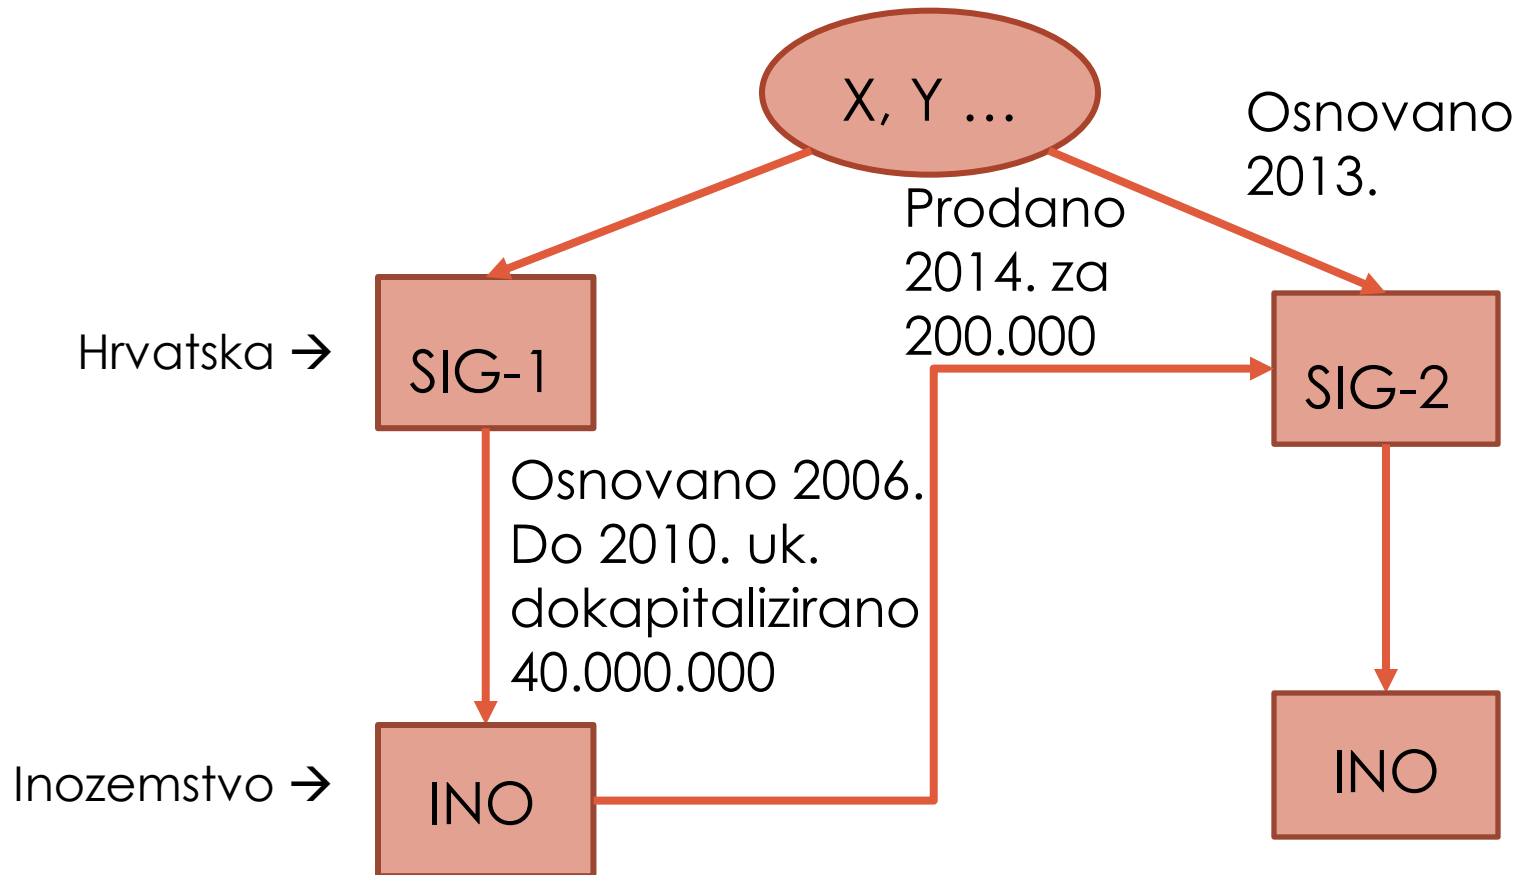 X, Y …
Osnovano
2013.
Prodano
2014. za
200.000
Hrvatska →
SIG-1
SIG-2
Osnovano 2006.
Do 2010. uk.
dokapitalizirano
40.000.000
Inozemstvo →
INO
INO